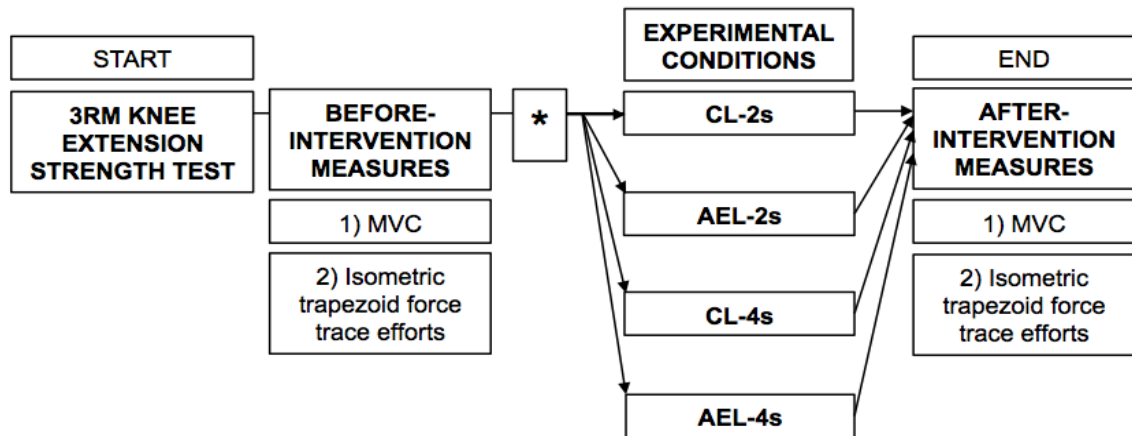 START
3RM KNEE
EXTENSION
STRENGTH TEST
BEFORE-
INTERVENTION
MEASURES
1) MVC
2) Isometric
trapezoid force
trace efforts
*
EXPERIMENTAL
CONDITIONS
CL-2s
AEL-2s
CL-4s
AEL-4s
END
AFTER-
INTERVENTION
MEASURES
1) MVC
2) Isometric
trapezoid force
trace efforts